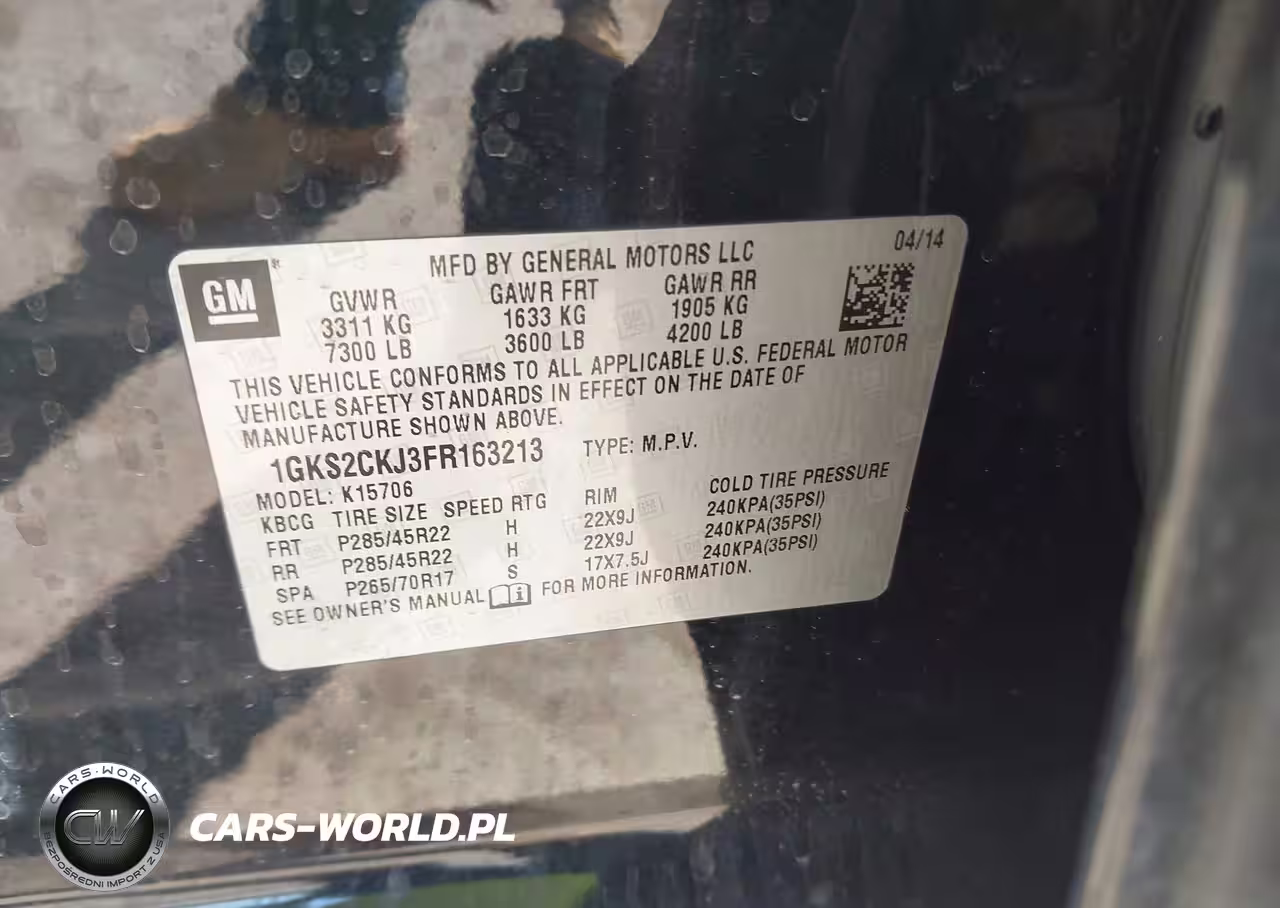 GM
MFD BY GENERAL MOTORS LLC 04/14
GVWR GAWR FRT GAWR RR
3311 KG 1633 KG 1905 KG
7300 LB 3600 LB 4200 LB
THIS VEHICLE CONFORMS TO ALL APPLICABLE U.S. FEDERAL MOTOR
VEHICLE SAFETY STANDARDS IN EFFECT ON THE DATE OF
MANUFACTURE SHOWN ABOVE.
1GKS2CKJ3FR163213 TYPE: M.P.V.
MODEL: K15706
KBCG TIRE SIZE SPEED RTG RIM COLD TIRE PRESSURE
FRT P285/45R22 H 22X9J 240KPA(35PSI)
RR P285/45R22 H 22X9J 240KPA(35PSI)
SPA P265/70R17 S 17X7.5J 240KPA(35PSI)
SEE OWNER'S MANUAL FOR MORE INFORMATION.
CARS-WORLD
CW
BEZPOŚREDNI IMPORT Z USA
CARS-WORLD.PL